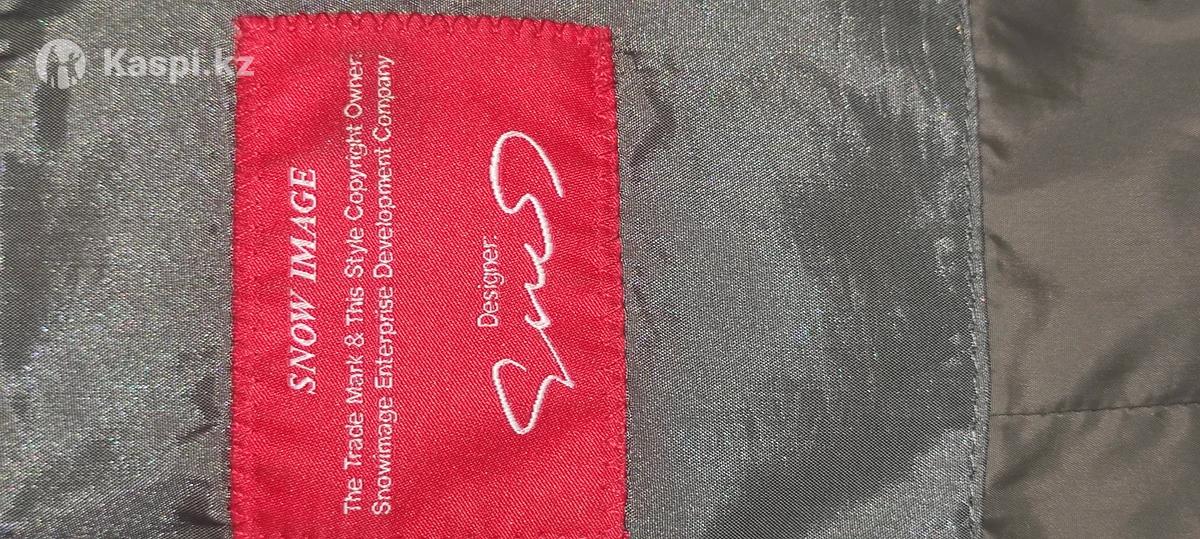 Kaspi.kz
SNOW IMAGE
The Trade Mark & This Style Copyright Owner:
Snowimage Enterprise Development Company
Designer: